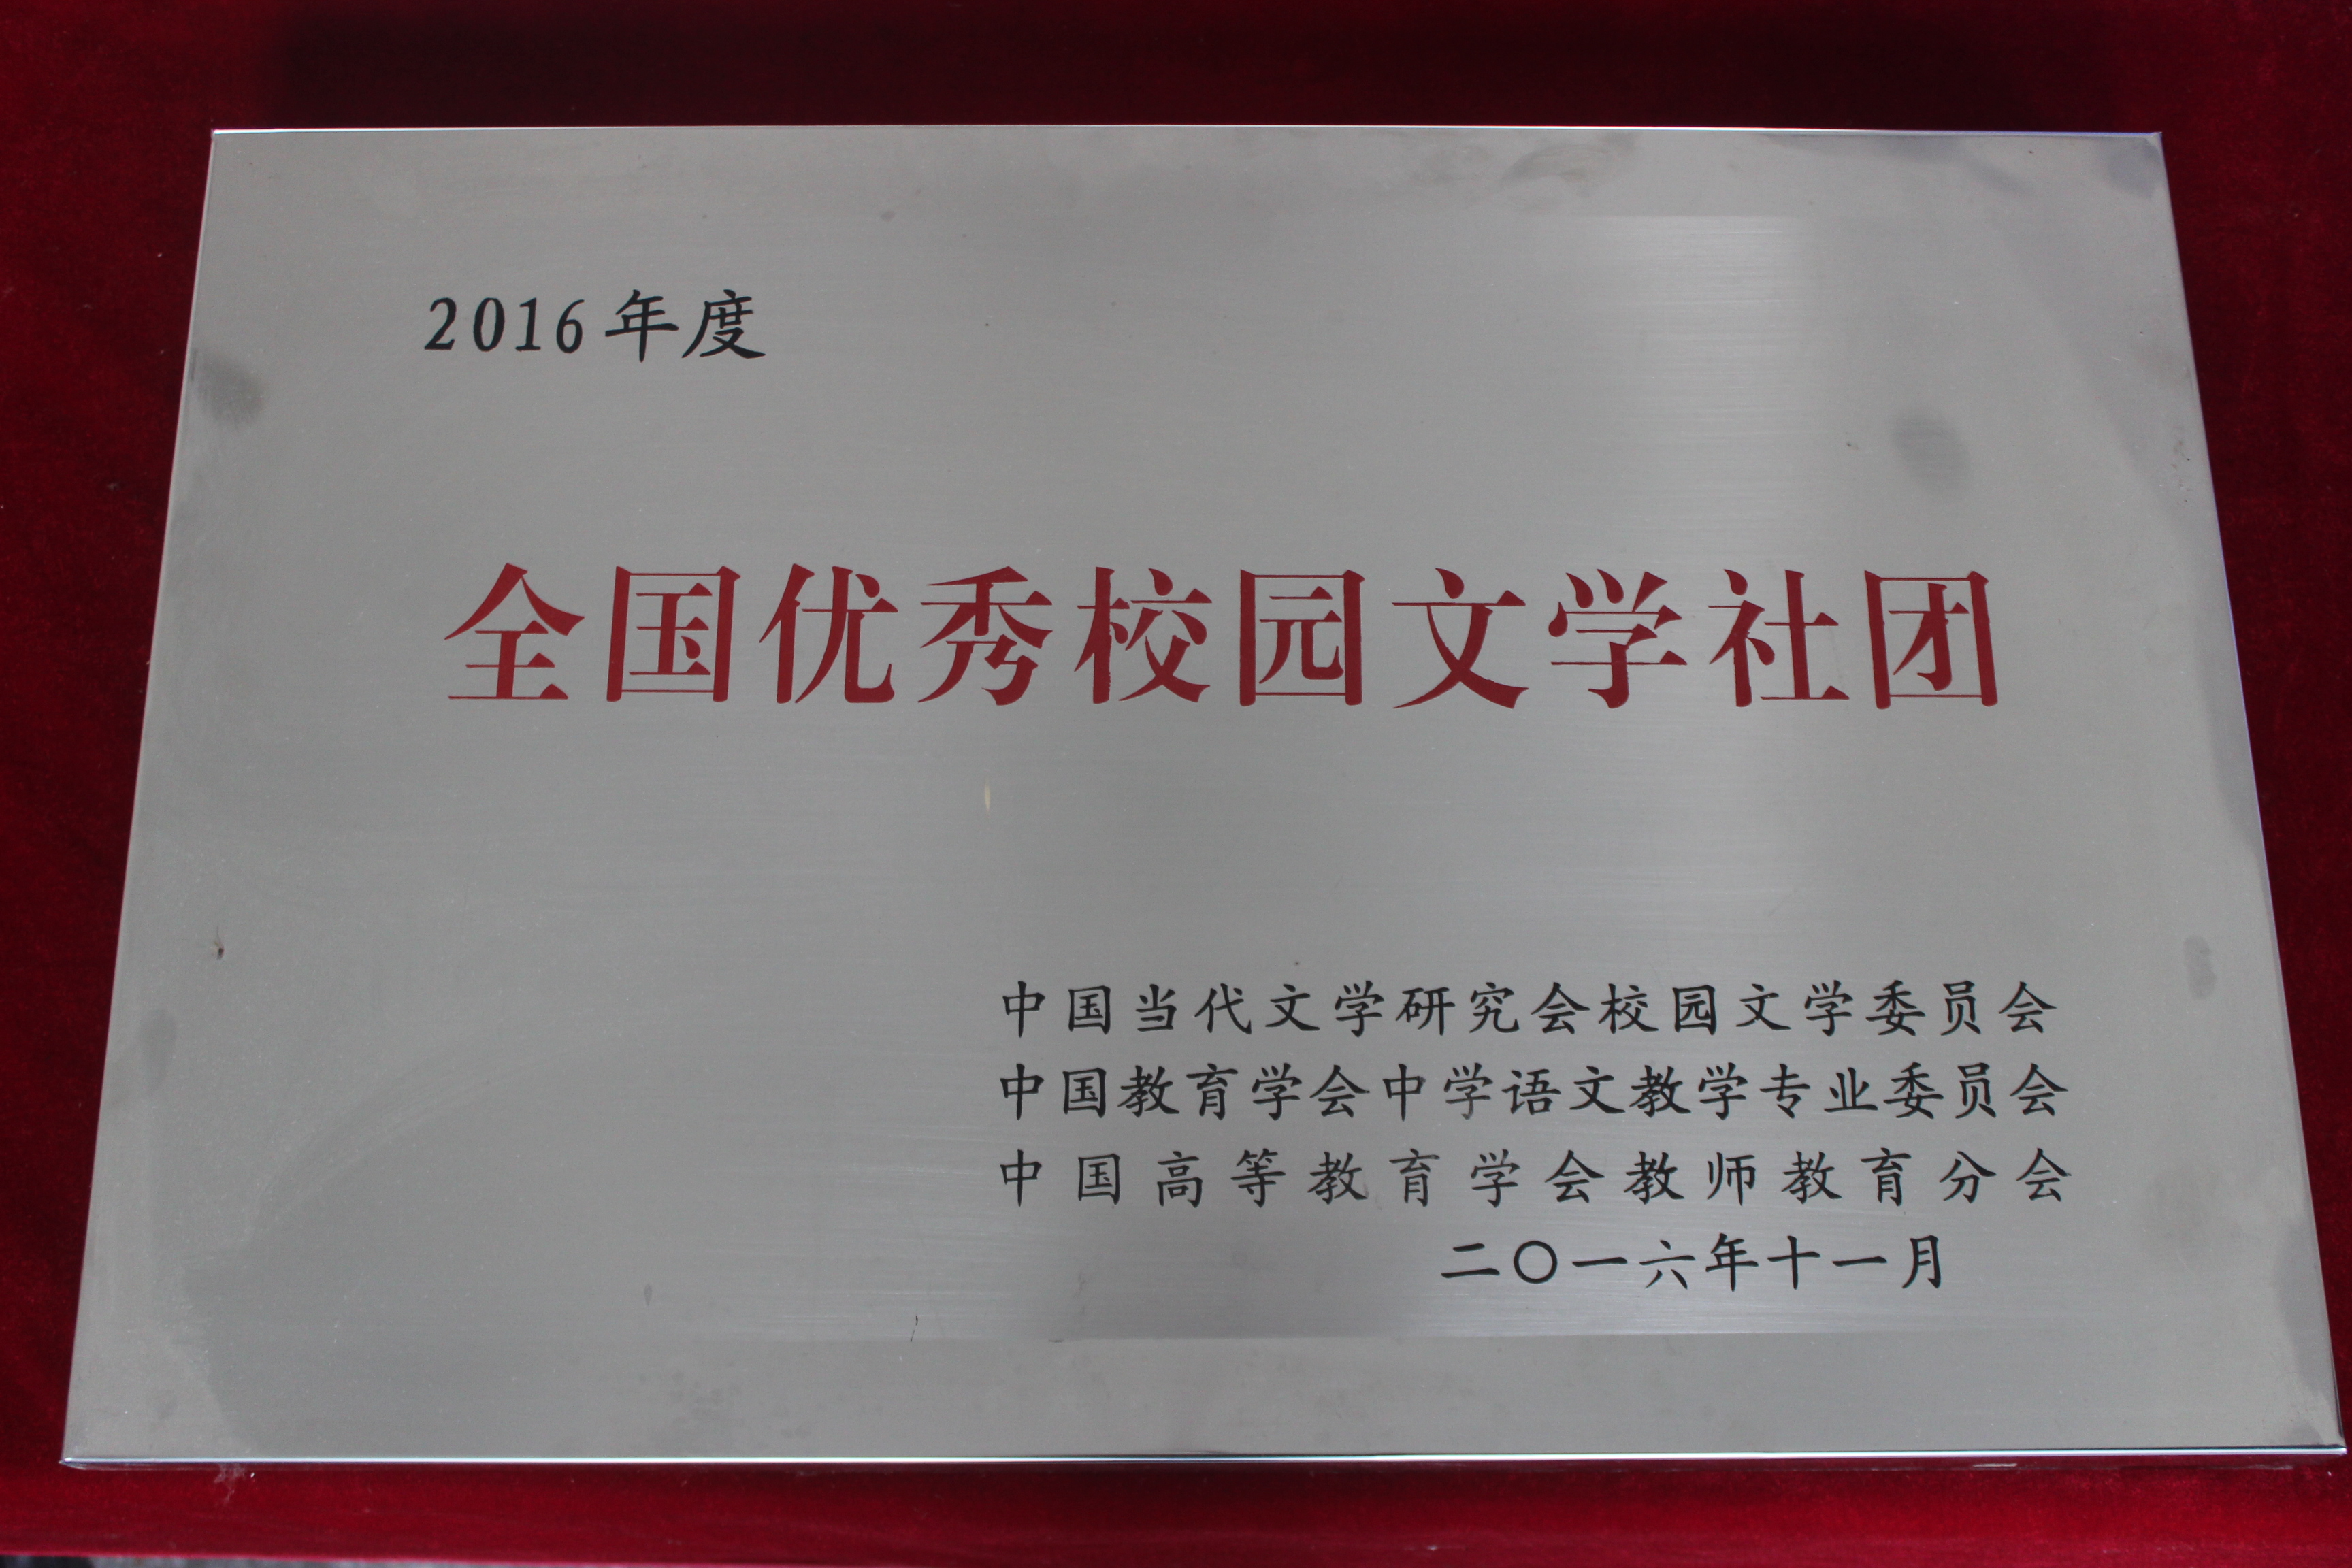 2016年度
全国优秀校园文学社团
中国当代文学研究会校园文学委员会
中国教育学会中学语文教学专业委员会
中国高等教育学会教师教育分会
二〇一六年十一月